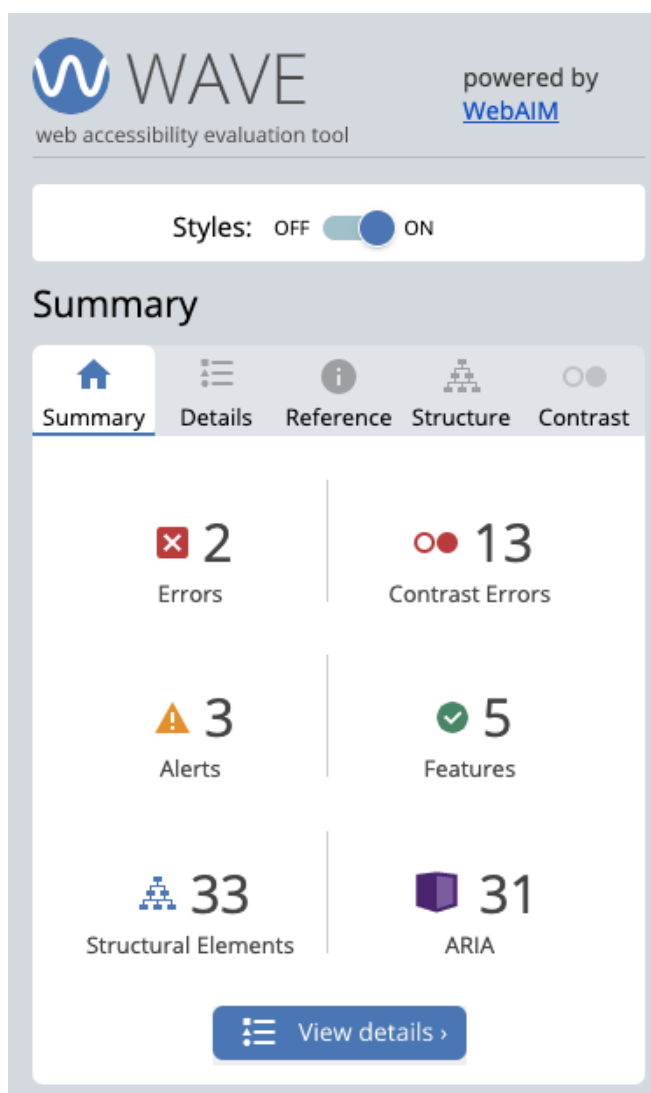 WAVE
powered by
WebAIM
web accessibility evaluation tool
Styles: OFF ON
Summary
Summary Details Reference Structure Contrast
2 13
Errors Contrast Errors
3 5
Alerts Features
33 31
Structural Elements ARIA
View details ›